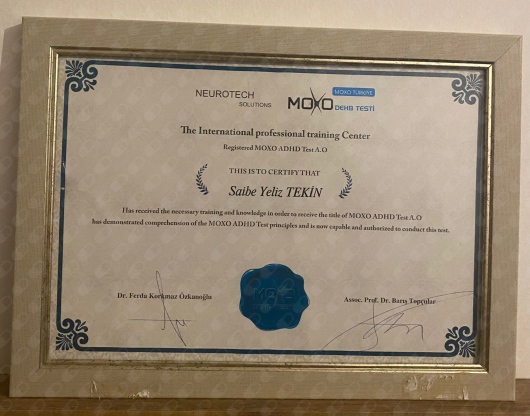 NEUROTECH
SOLUTIONS
MOXO
MOXO TÜRKİYE
DEHB TESTİ
The International professional training Center
Registered MOXO ADHD Test A.O
THIS IS TO CERTIFY THAT
Saibe Yeliz TEKİN
Has received the necessary training and knowledge in order to receive the title of MOXO ADHD Test A.O
has demonstrated comprehension of the MOXO ADHD Test principles and is now capable and authorized to conduct this test.
Dr. Ferda Korkmaz Özkanoğlu
MOXO
Assoc. Prof. Dr. Barış Topçular